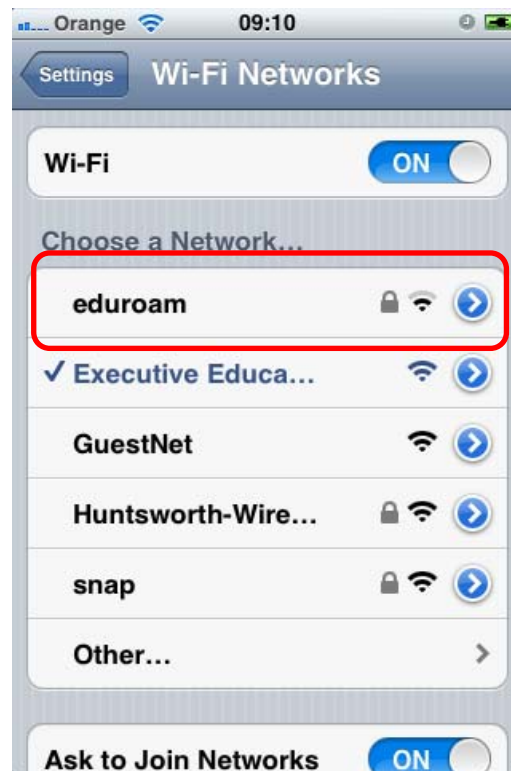 Orange 09:10
Settings Wi-Fi Networks
Wi-Fi ON
Choose a Network...
eduroam
✓ Executive Educa...
GuestNet
Huntsworth-Wire...
snap
Other...
Ask to Join Networks ON